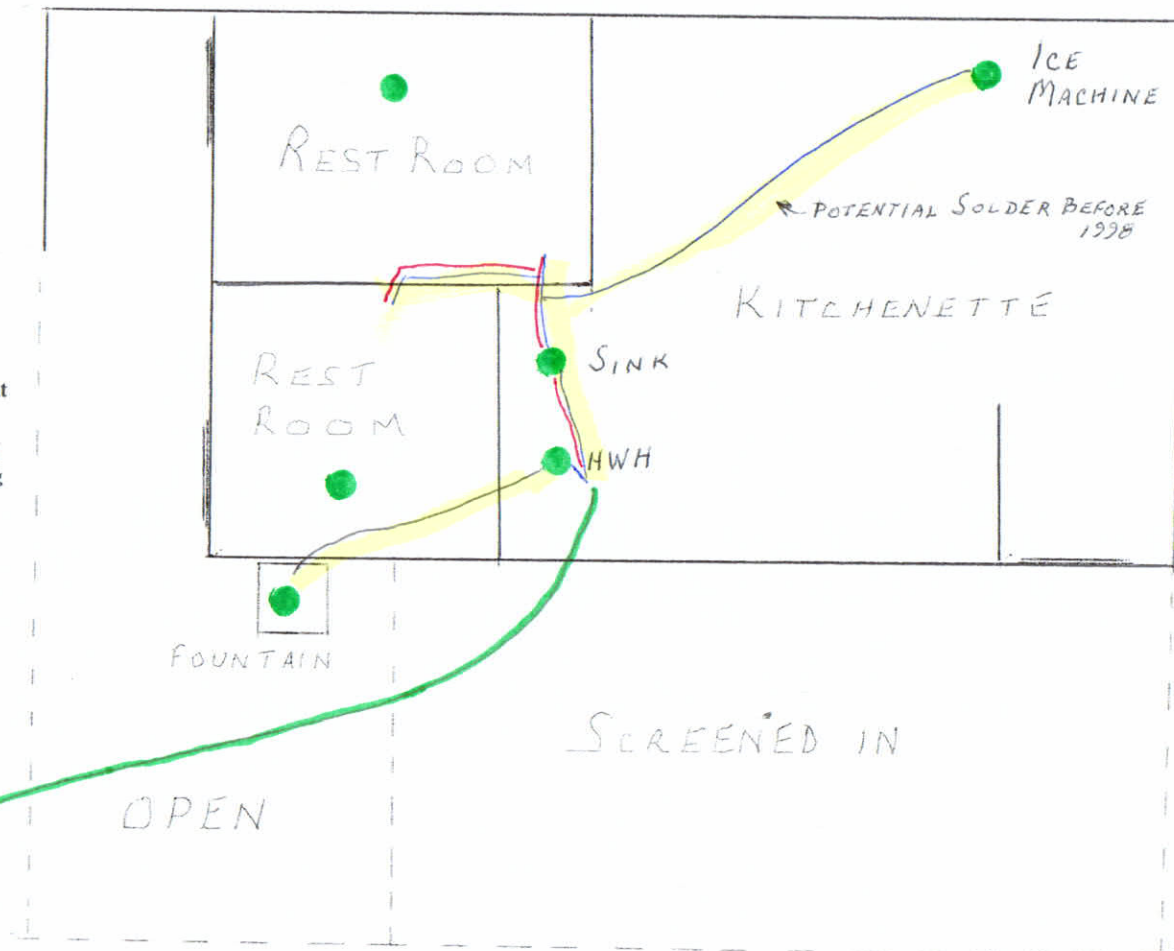 ICE
MACHINE
REST ROOM
POTENTIAL SOLDER BEFORE
1998
KITCHENETTE
SINK
REST
ROOM
HWH
FOUNTAIN
SCREENED IN
OPEN